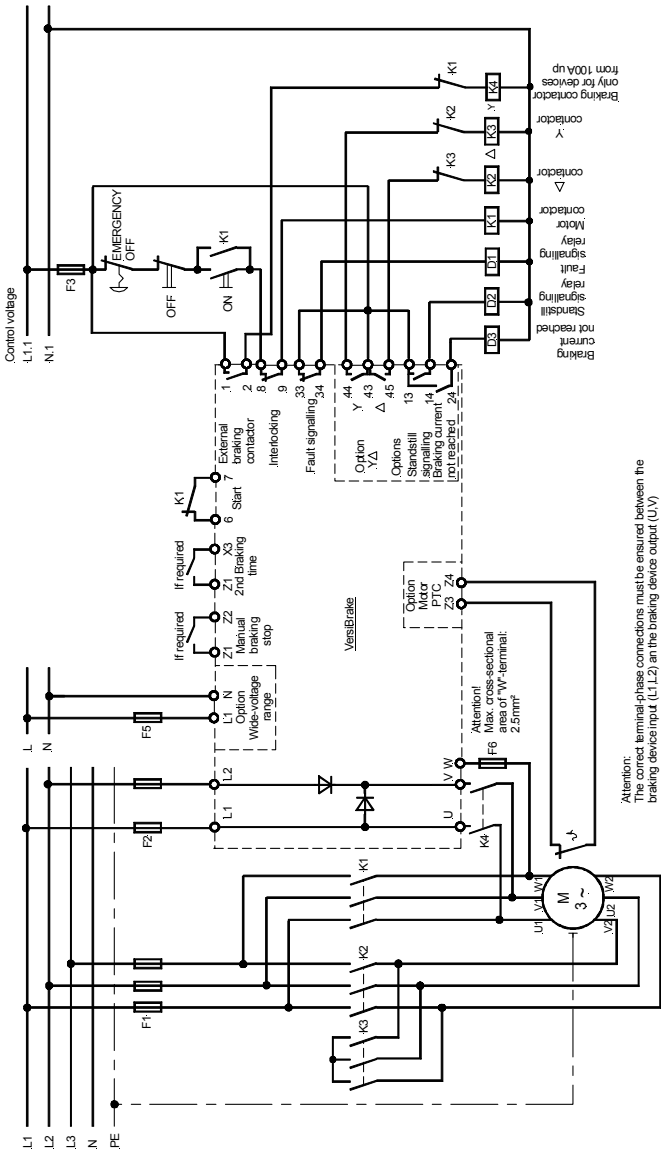 L1
L2
L3
N
PE
F1
K3
K2
K1
U1
V1
W1
M
3 ~
V2
U2
W2
F2
L1
L2
U
V
W
K4
F6
Attention!
Max. cross-sectional
area of "W"-terminal:
2.5mm²
L
N
F5
L1
N
Option
Wide-voltage
range
If required
Z1
Z2
Manual
braking
stop
If required
Z1
X3
2nd Braking
time
K1
6
7
Start
VersiBrake
Option
Motor
PTC
Z3
Z4
ϑ
External
braking
contactor
Interlocking
Fault signalling
1
2
8
9
33
34
Option
Y△
Options
Standstill
signalling
Braking current
not reached
Y
△
44
43
45
13
14
24
Control voltage
L1.1
N.1
F3
EMERGENCY
OFF
OFF
ON
K1
K3
K2
K1
D3
D2
D1
K1
K2
△
K3
Y
K4
Braking
current
not reached
Standstill
signalling
relay
Fault
signalling
relay
Motor
contactor
△
contactor
Y
contactor
Braking contactor
only for devices
from 100A up
Attention:
The correct terminal-phase connections must be ensured between the
braking device input (L1,L2) an the braking device output (U,V)